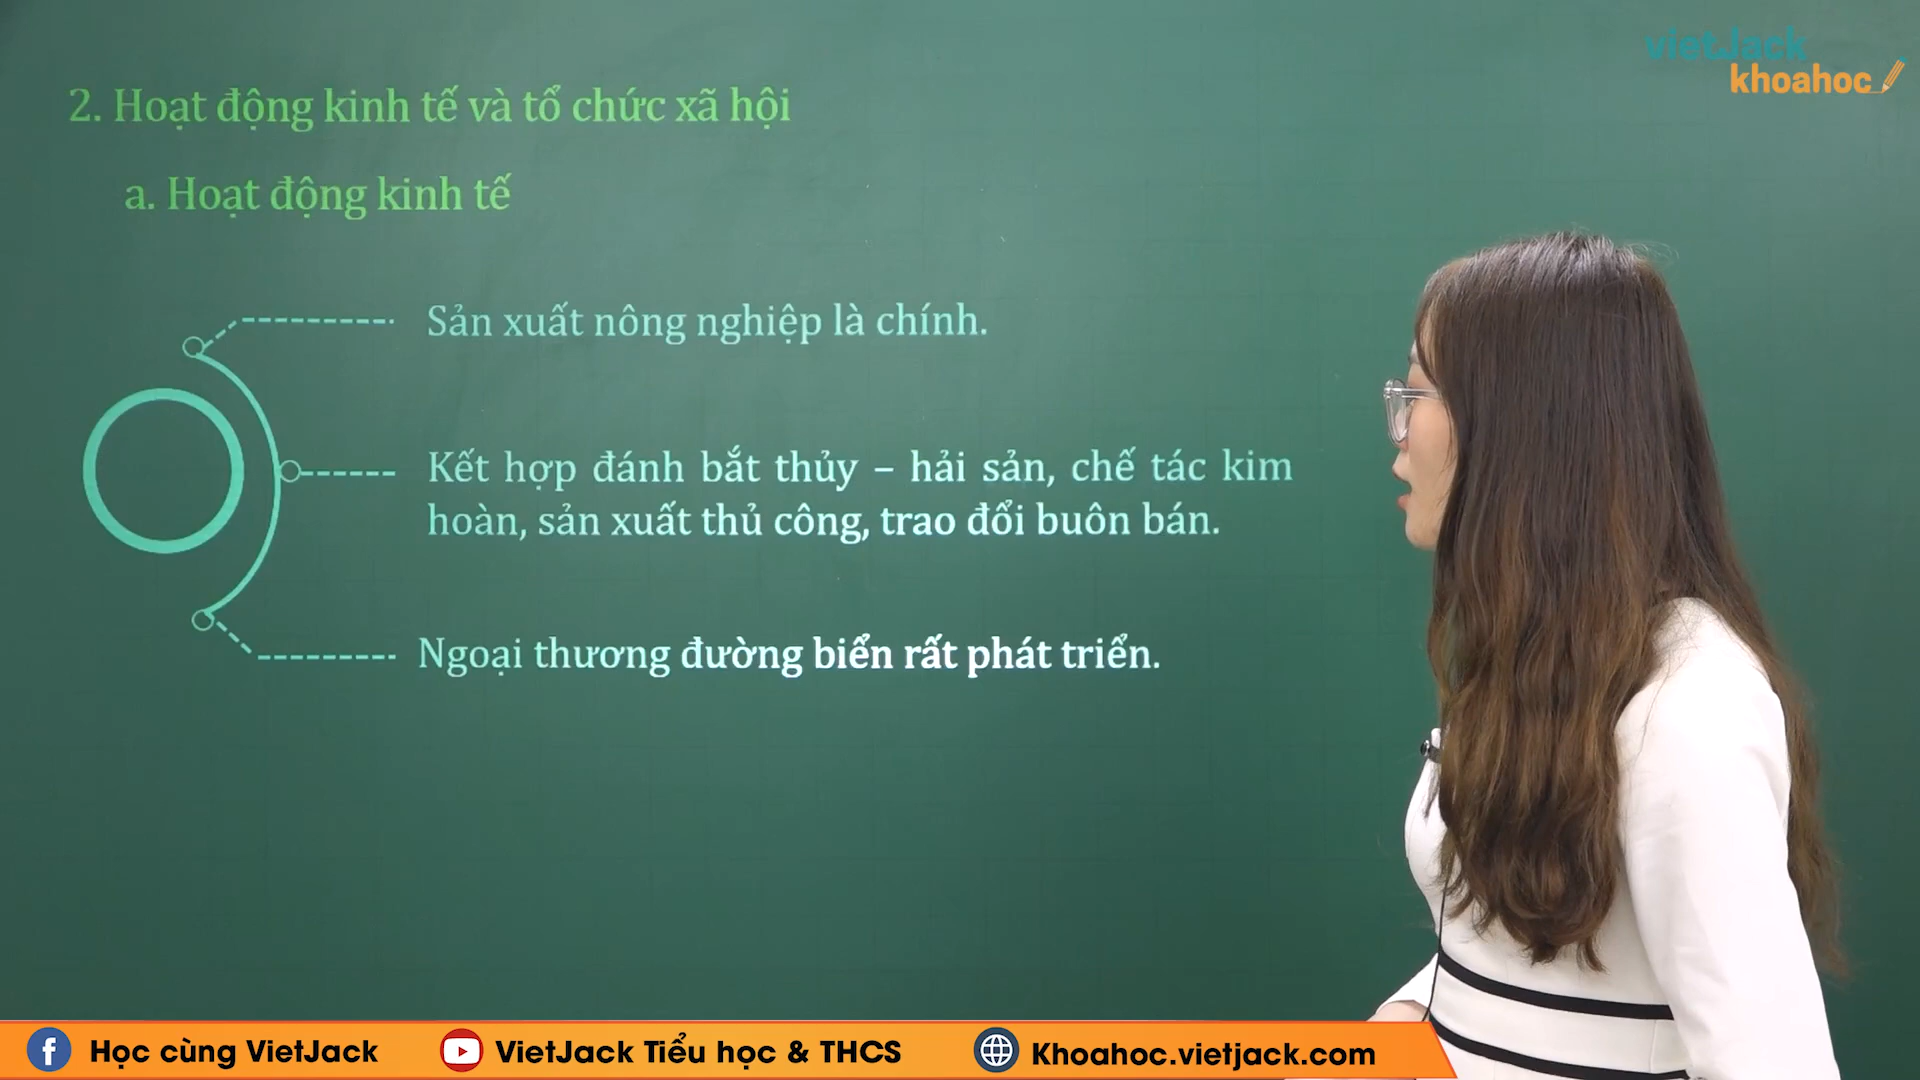 vietJack
khoahoc
2. Hoạt động kinh tế và tổ chức xã hội
a. Hoạt động kinh tế
Sản xuất nông nghiệp là chính.
Kết hợp đánh bắt thủy – hải sản, chế tác kim
hoàn, sản xuất thủ công, trao đổi buôn bán.
Ngoại thương đường biển rất phát triển.
Học cùng VietJack
VietJack Tiểu học & THCS
Khoahoc.vietjack.com